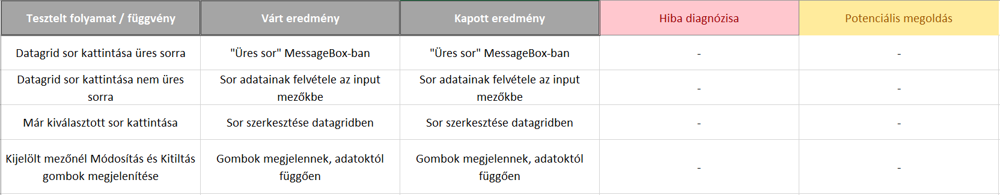 Tesztelt folyamat / függvény
Várt eredmény
Kapott eredmény
Hiba diagnózisa
Potenciális megoldás
Datagrid sor kattintása üres sorra
"Üres sor" MessageBox-ban
"Üres sor" MessageBox-ban
-
-
Datagrid sor kattintása nem üres
sorra
Sor adatainak felvétele az input
mezőkbe
Sor adatainak felvétele az input
mezőkbe
-
-
Már kiválasztott sor kattintása
Sor szerkesztése datagridben
Sor szerkesztése datagridben
-
-
Kijelölt mezőnél Módosítás és Kitiltás
gombok megjelenítése
Gombok megjelennek, adatoktól
függően
Gombok megjelennek, adatoktól
függően
-
-